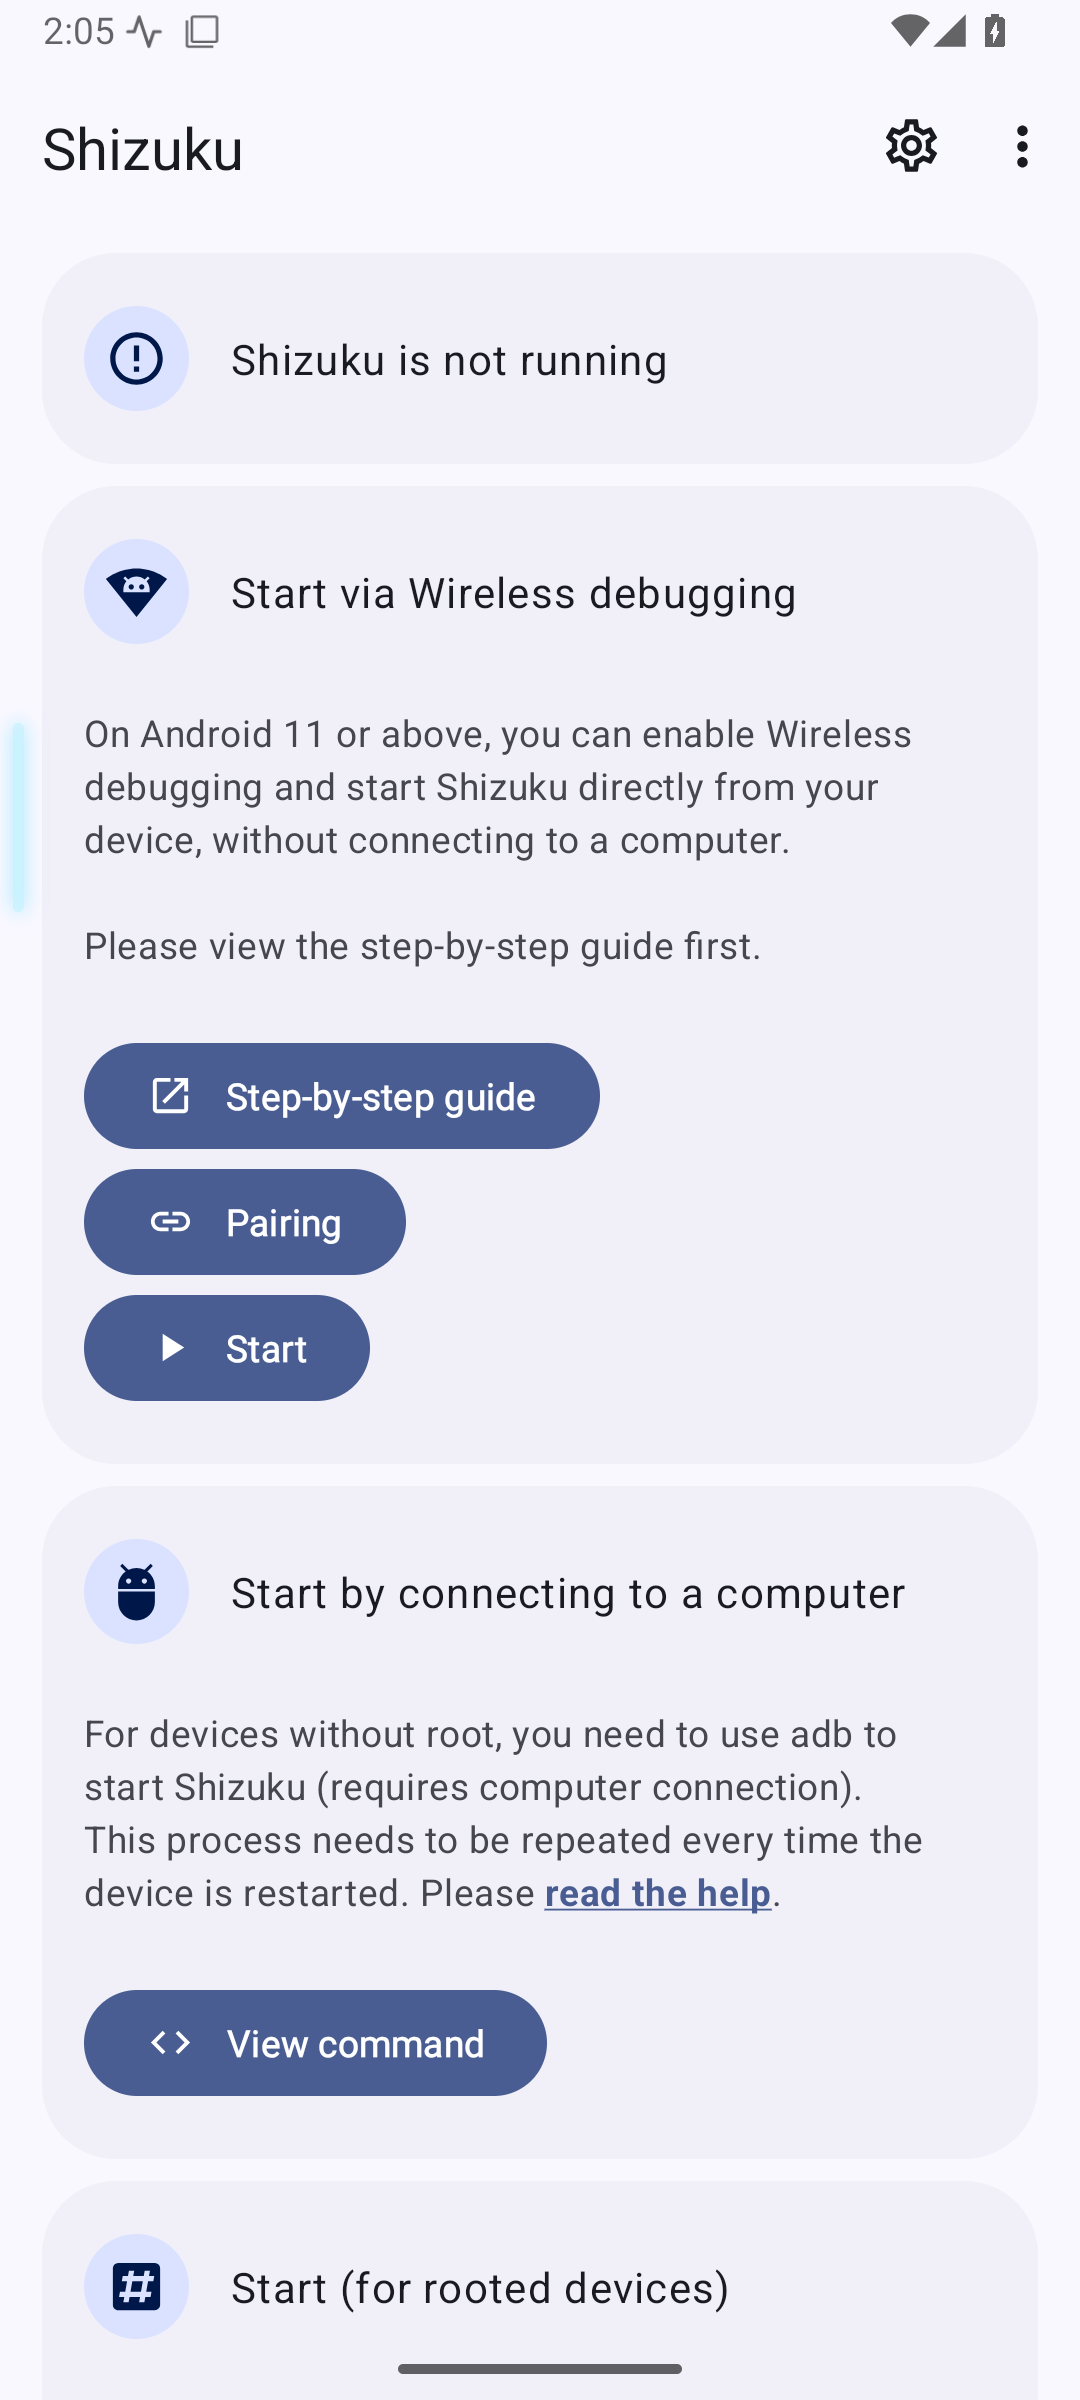 2:05
Shizuku
Shizuku is not running
Start via Wireless debugging
On Android 11 or above, you can enable Wireless
debugging and start Shizuku directly from your
device, without connecting to a computer.
Please view the step-by-step guide first.
Step-by-step guide
Pairing
Start
Start by connecting to a computer
For devices without root, you need to use adb to
start Shizuku (requires computer connection).
This process needs to be repeated every time the
device is restarted. Please read the help.
View command
Start (for rooted devices)